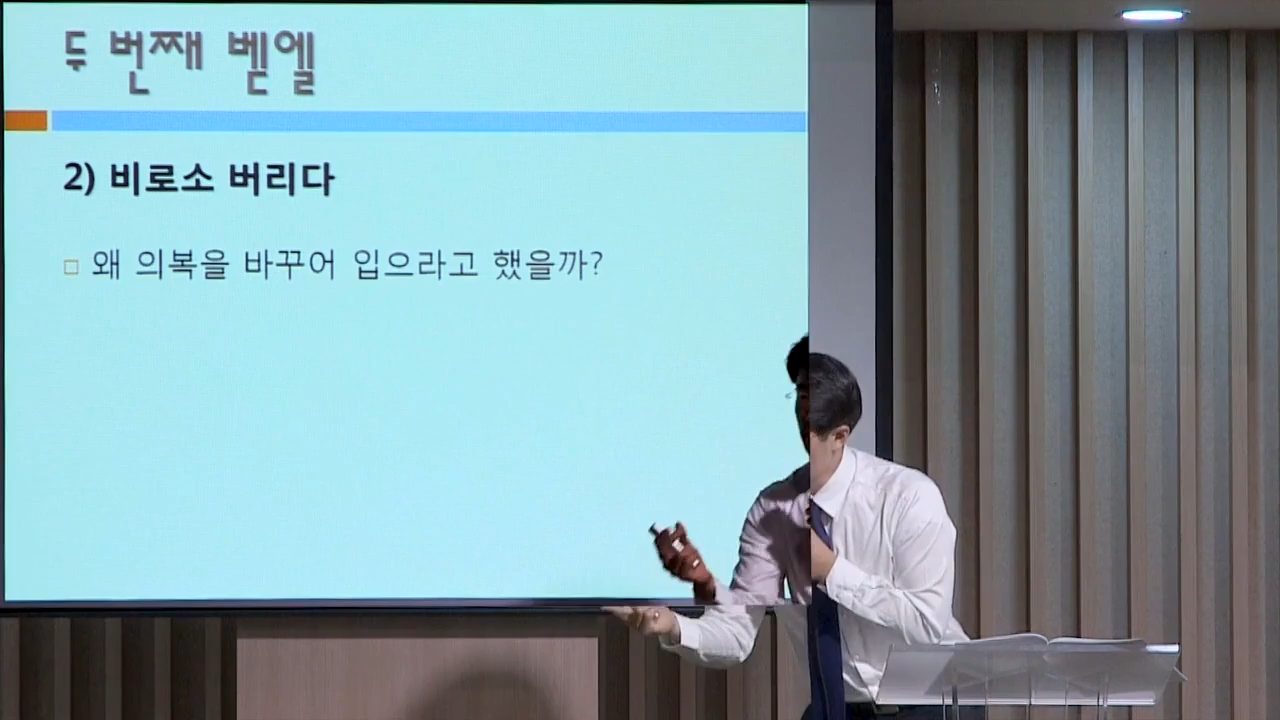 두 번째 벧엘
2) 비로소 버리다
왜 의복을 바꾸어 입으라고 했을까?